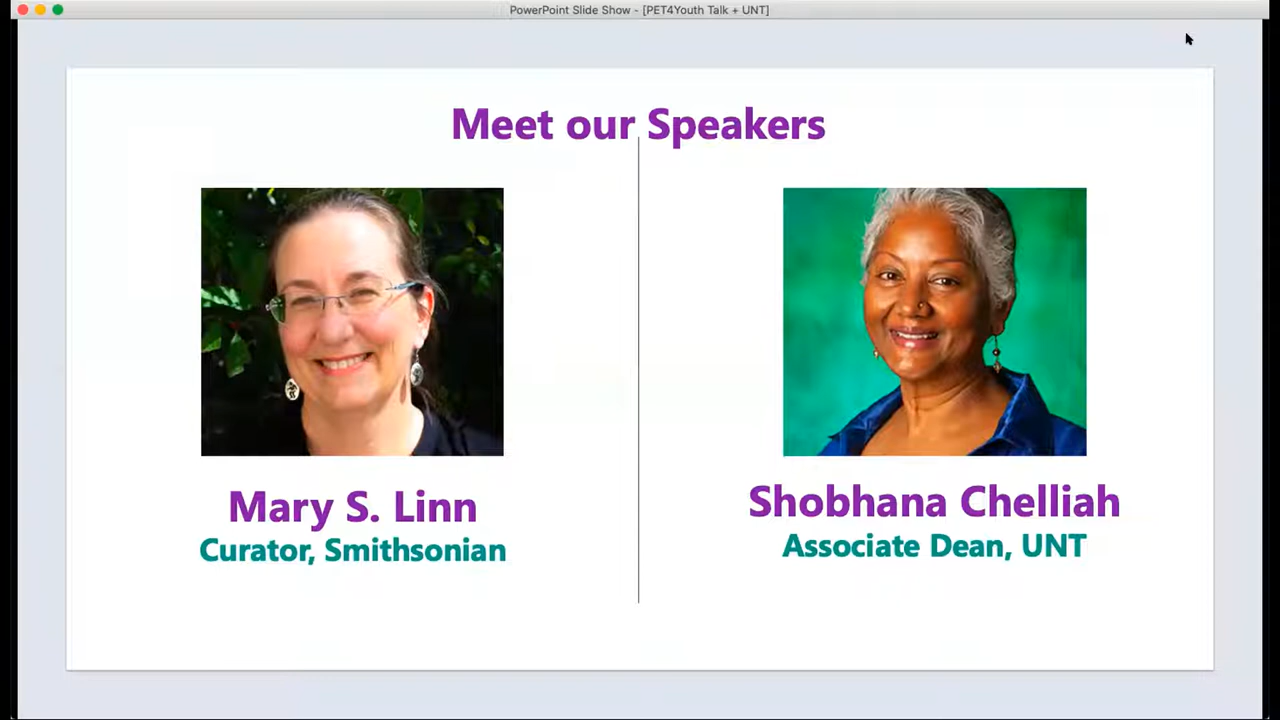 PowerPoint Slide Show - [PET4Youth Talk + UNT]
Meet our Speakers
Mary S. Linn
Curator, Smithsonian
Shobhana Chelliah
Associate Dean, UNT